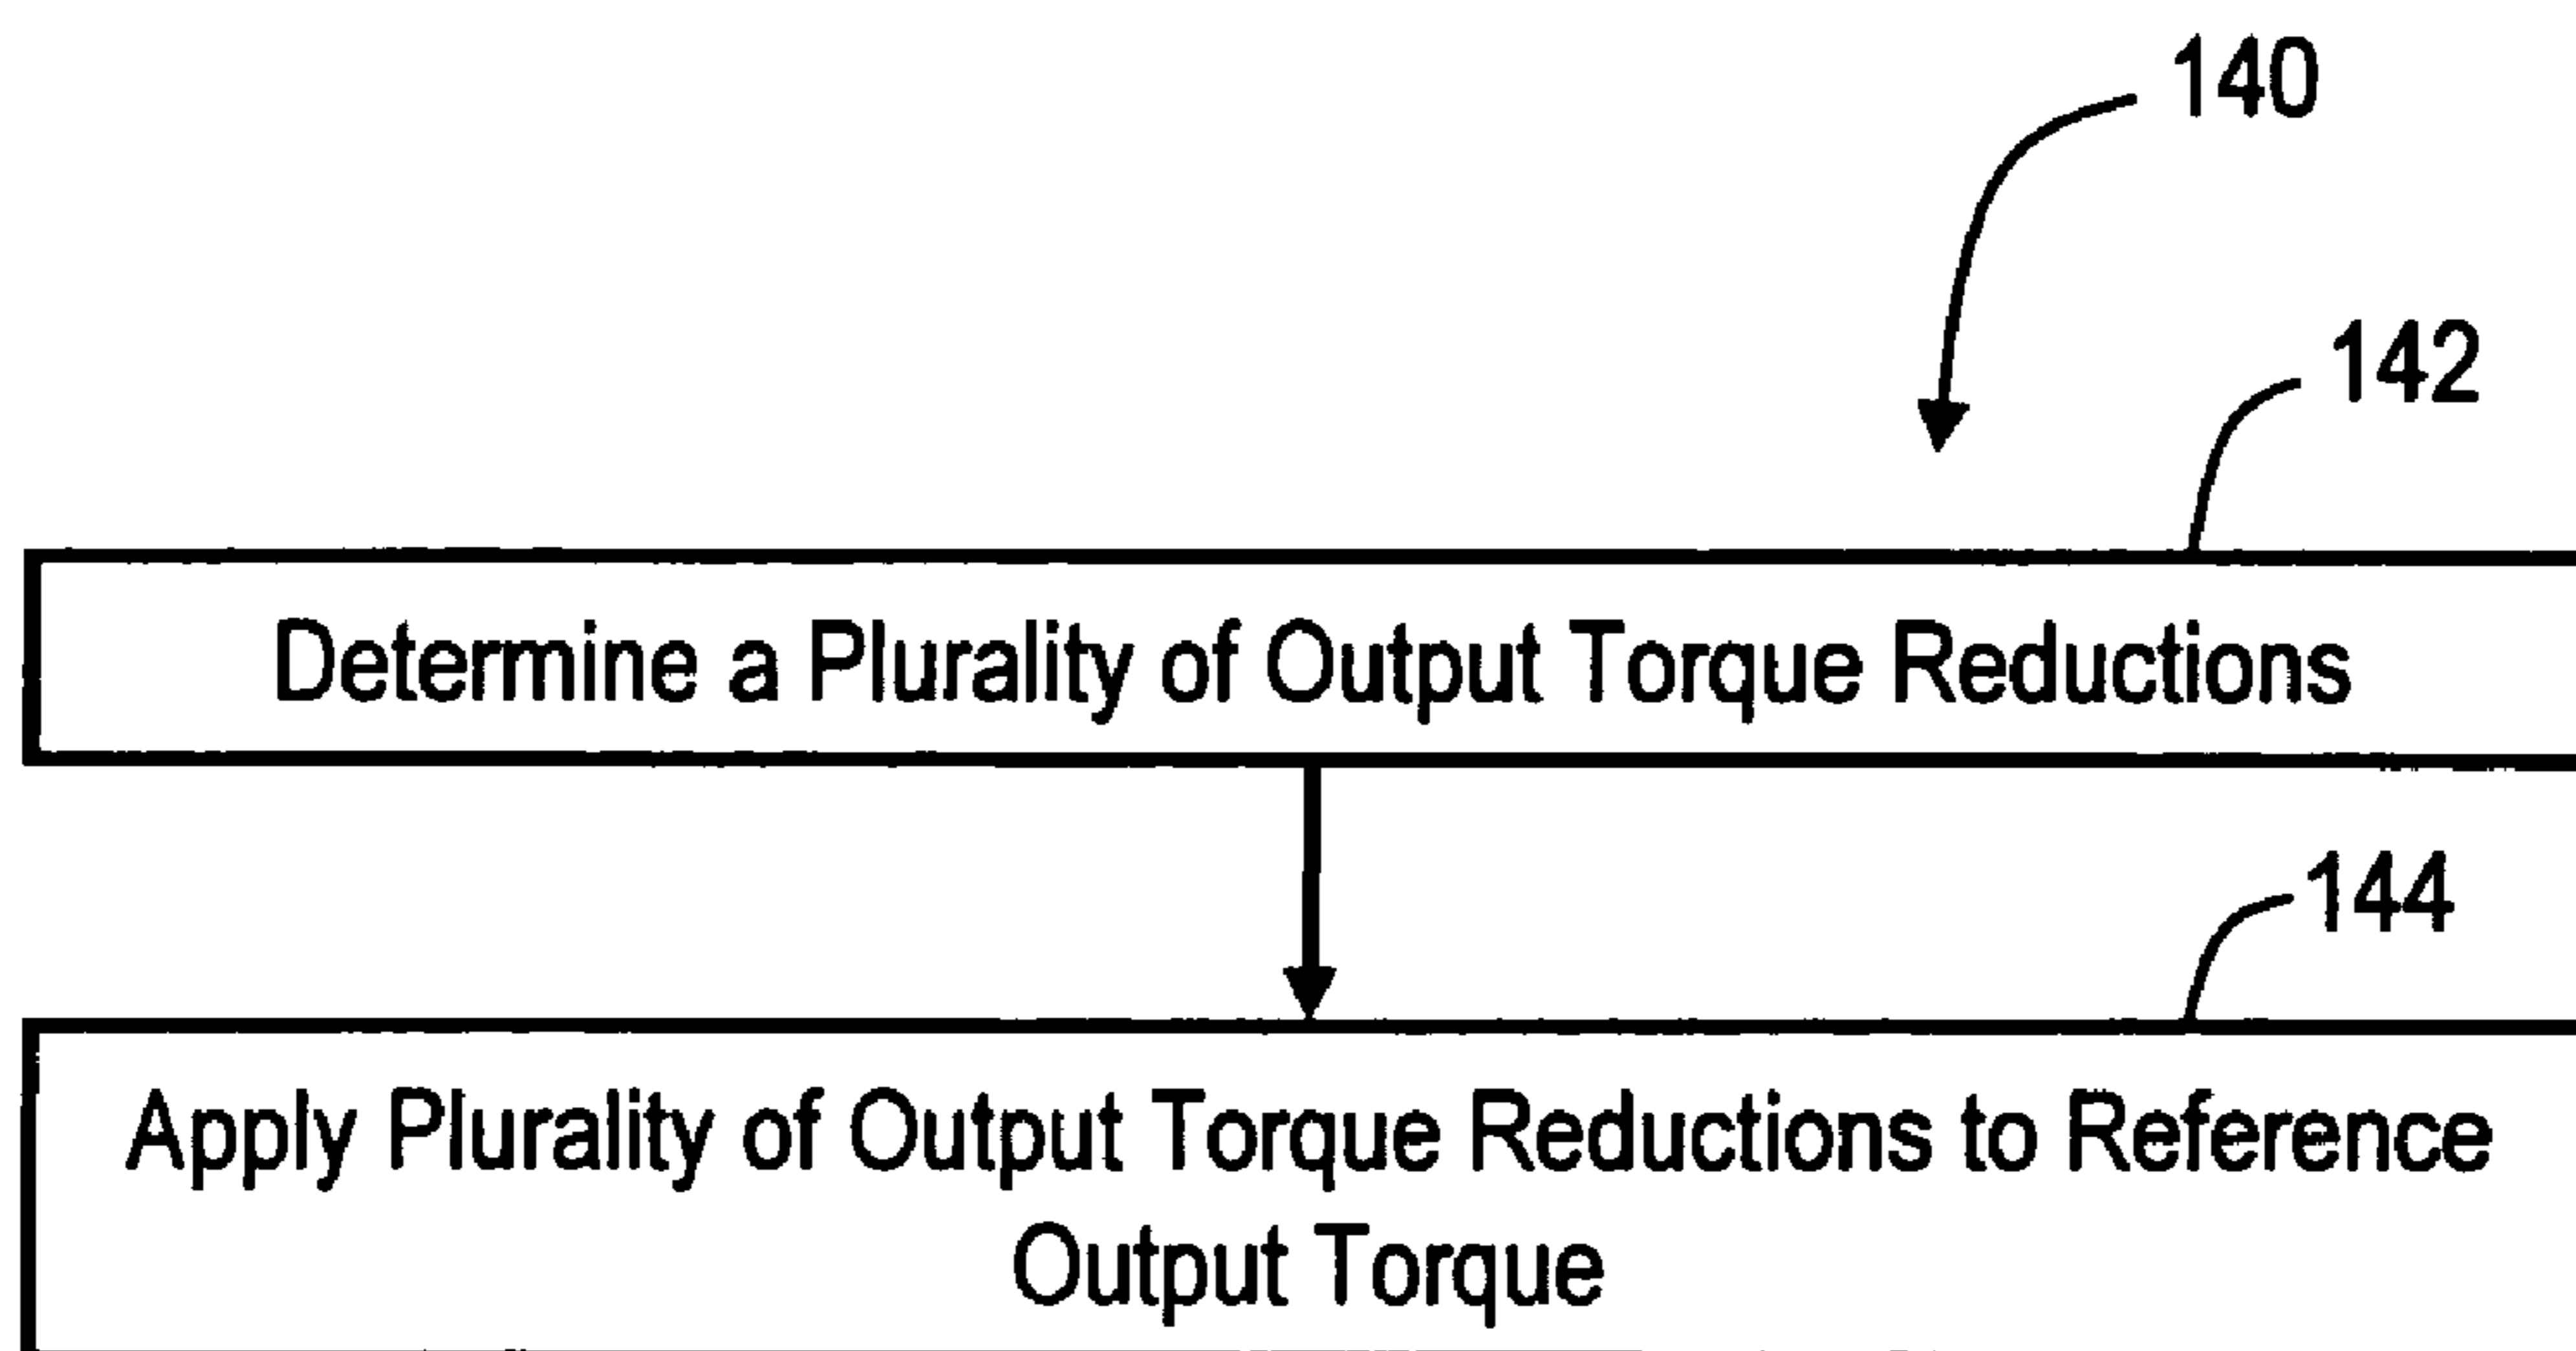 140
142
Determine a Plurality of Output Torque Reductions
144
Apply Plurality of Output Torque Reductions to Reference
Output Torque